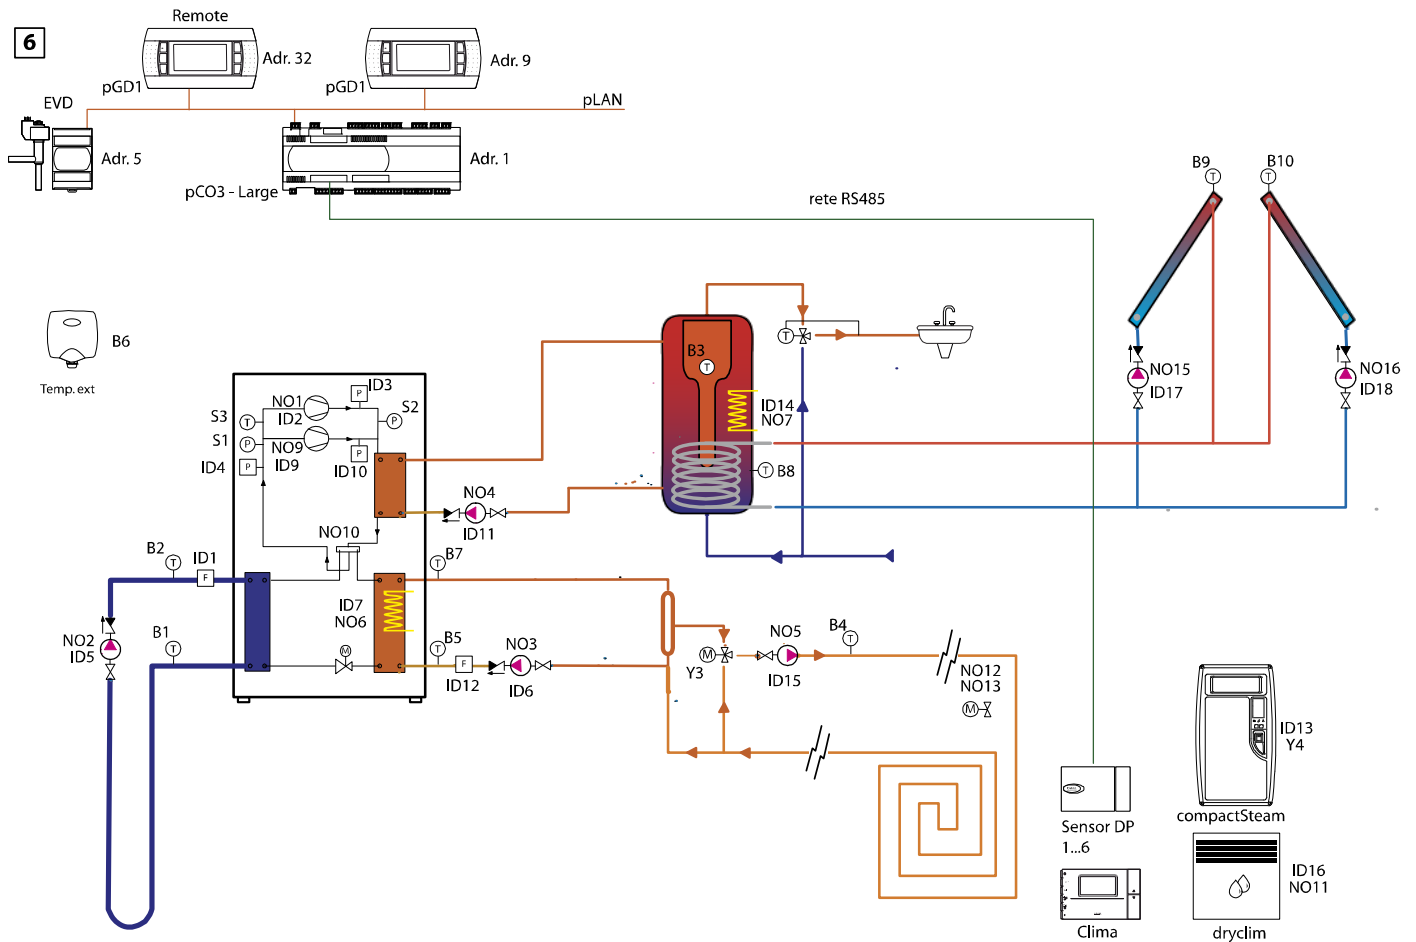 6
Remote
Adr. 32
pGD1
Adr. 9
pGD1
pLAN
EVD
Adr. 5
Adr. 1
pCO3 - Large
rete RS485
B9
B10
T
T
B6
Temp. ext
NO15
ID17
NO16
ID18
B3
T
T
ID14
NO7
T
B8
ID3
P
NO1
ID2
S2
P
S3
T
S1
P
NO9
ID9
P
ID10
ID4
P
NO4
ID11
NO10
B2
T
ID1
F
B7
T
ID7
NO6
NO2
ID5
B1
T
M
B5
T
F
ID12
NO3
ID6
M
Y3
NO5
ID15
B4
T
NO12
NO13
M
ID13
Y4
compactSteam
Sensor DP
1...6
Clima
ID16
NO11
dryclim